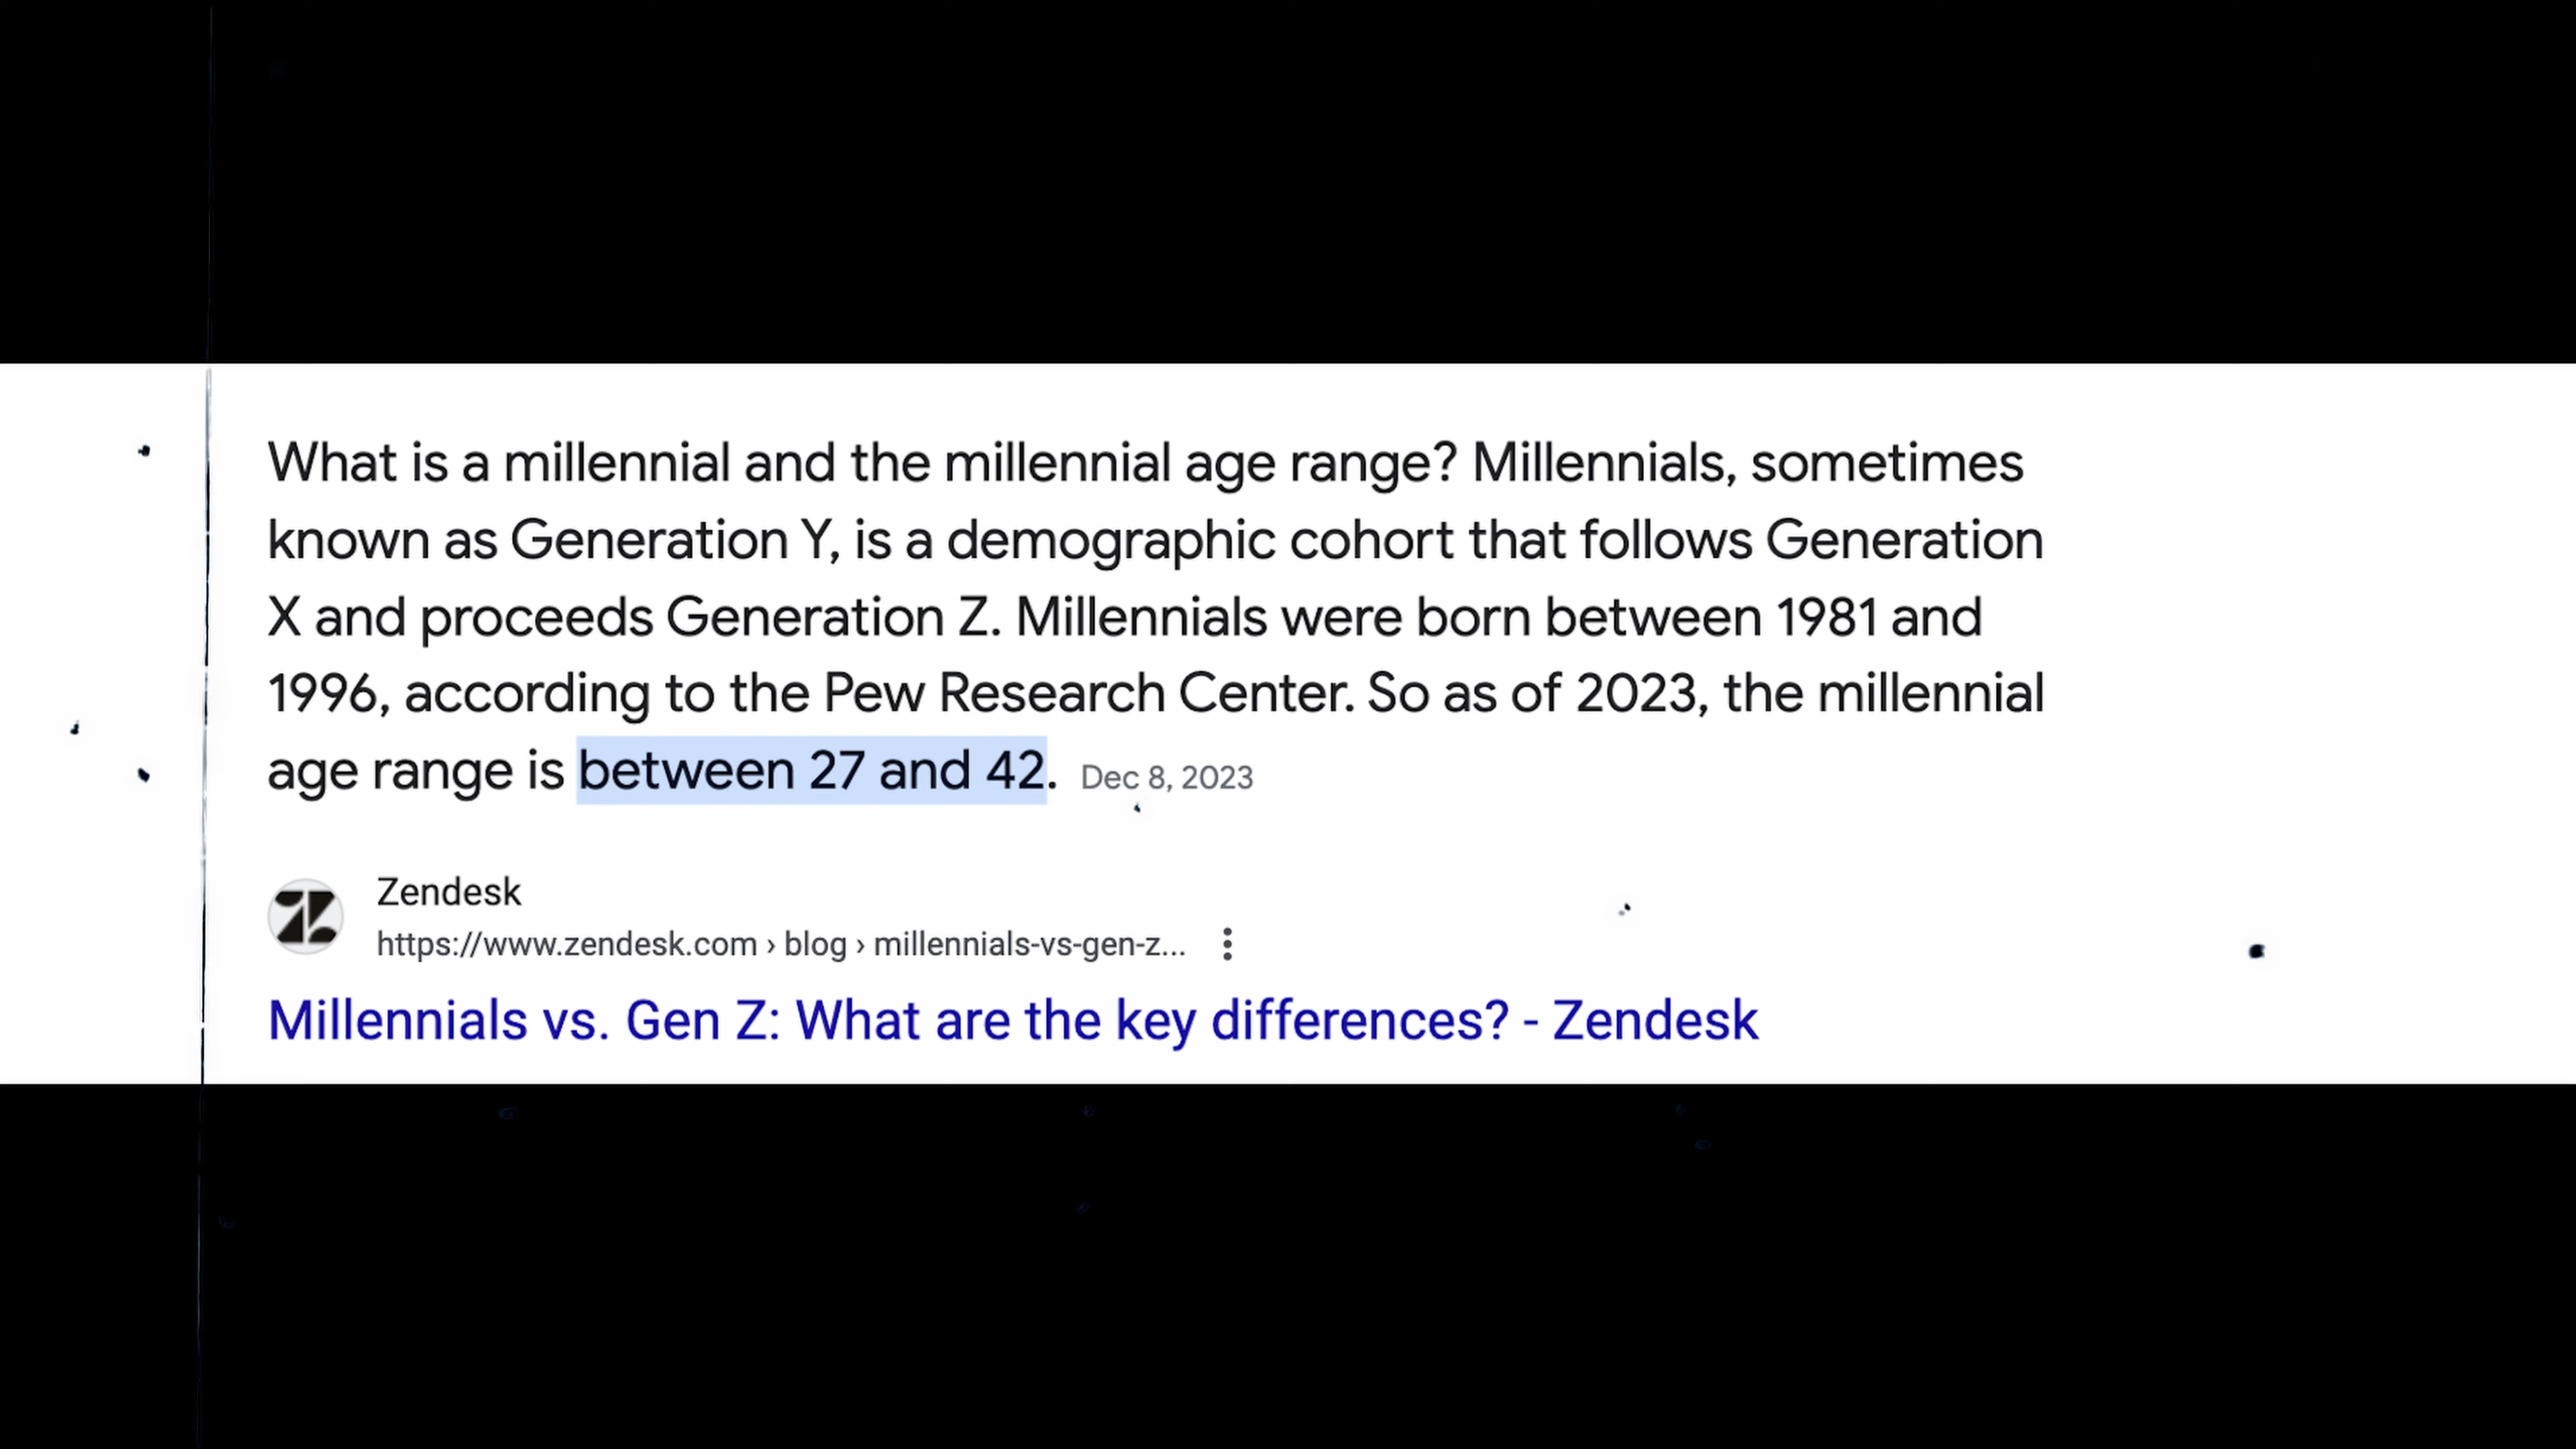 What is a millennial and the millennial age range? Millennials, sometimes
known as Generation Y, is a demographic cohort that follows Generation
X and proceeds Generation Z. Millennials were born between 1981 and
1996, according to the Pew Research Center. So as of 2023, the millennial
age range is between 27 and 42. Dec 8, 2023
Zendesk
https://www.zendesk.com › blog › millennials-vs-gen-z...
Millennials vs. Gen Z: What are the key differences? - Zendesk